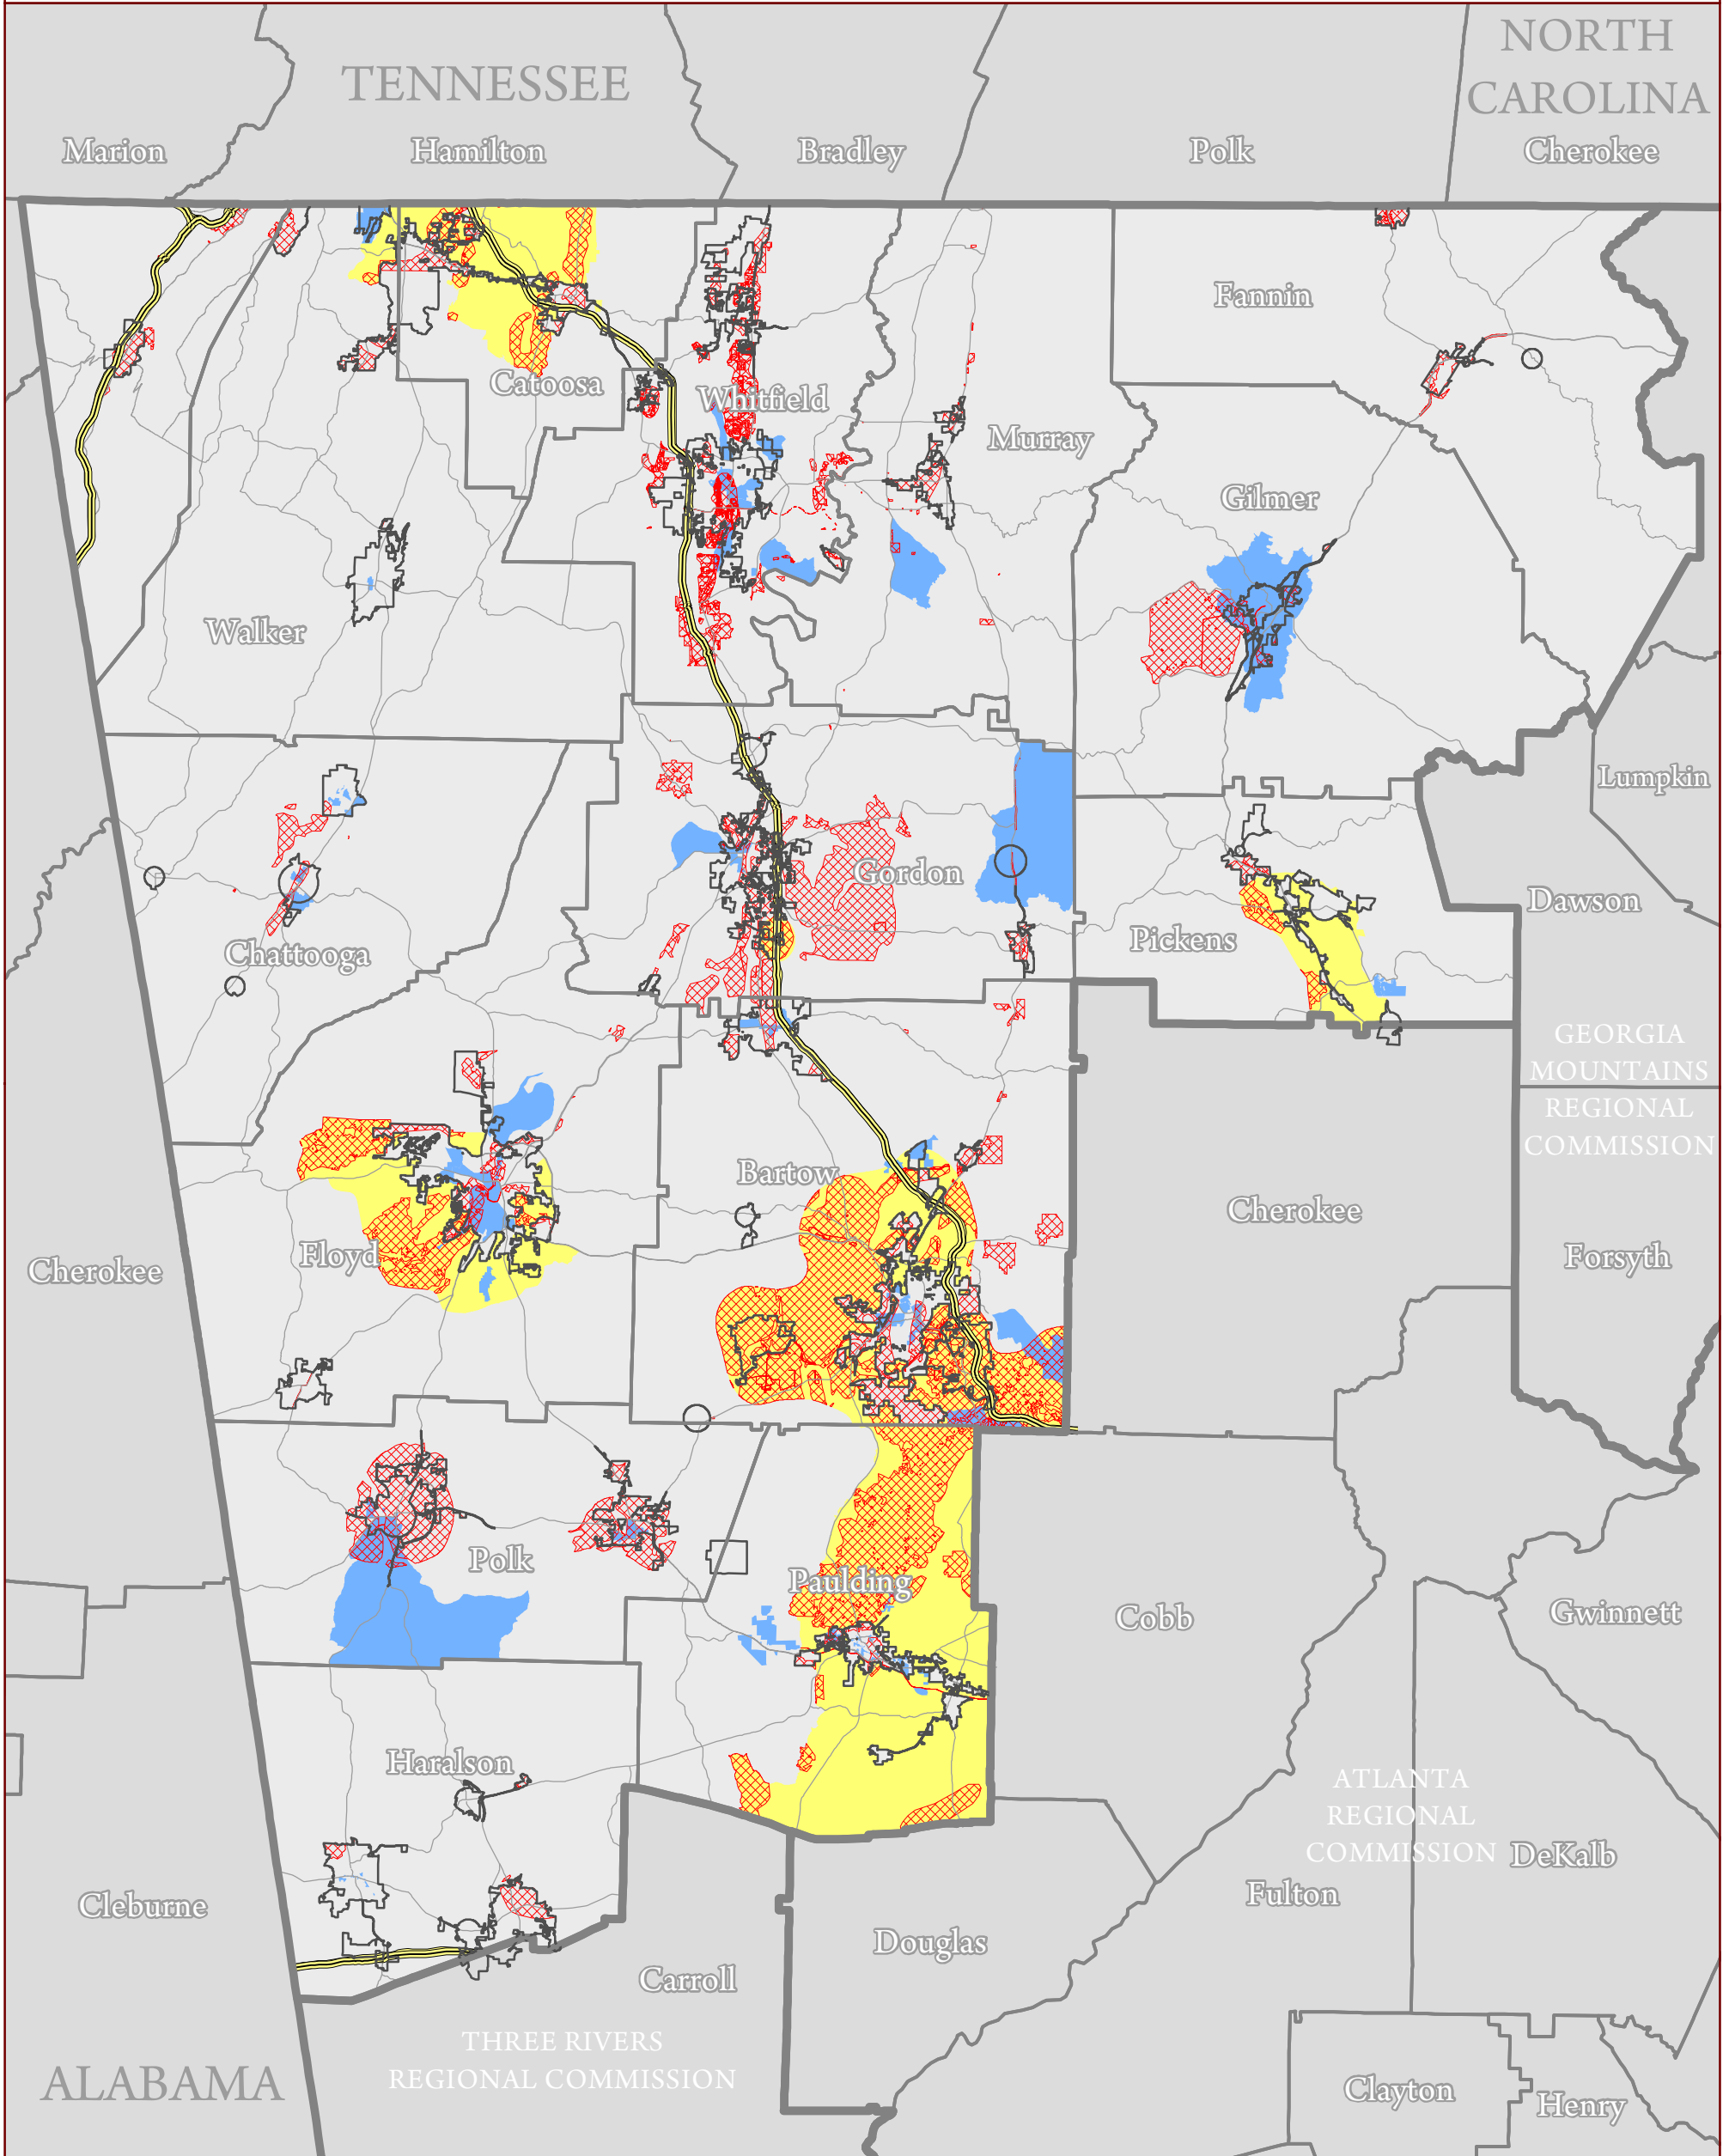 NORTH
CAROLINA
TENNESSEE
Marion
Hamilton
Bradley
Polk
Cherokee
Fannin
Catoosa
Whitfield
Murray
Gilmer
Walker
Lumpkin
Gordon
Dawson
Pickens
Chattooga
GEORGIA
MOUNTAINS
REGIONAL
COMMISSION
Bartow
Cherokee
Floyd
Forsyth
Cherokee
Polk
Paulding
Cobb
Gwinnett
Haralson
ATLANTA
REGIONAL
COMMISSION
DeKalb
Fulton
Cleburne
Douglas
Carroll
THREE RIVERS
REGIONAL COMMISSION
ALABAMA
Clayton
Henry